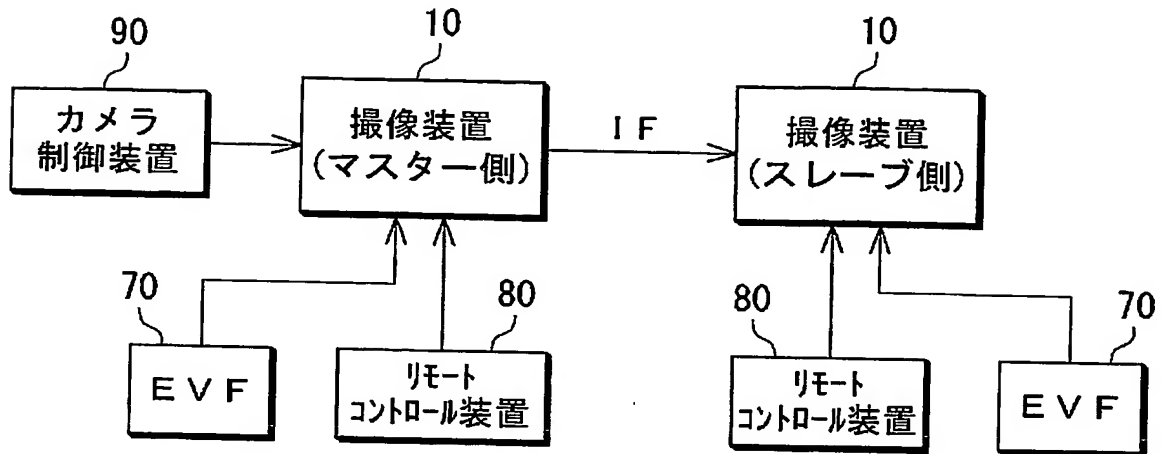 90
カメラ
制御装置
10
撮像装置
(マスター側)
IF
10
撮像装置
(スレーブ側)
70
EVF
80
リモート
コントロール装置
80
リモート
コントロール装置
70
EVF